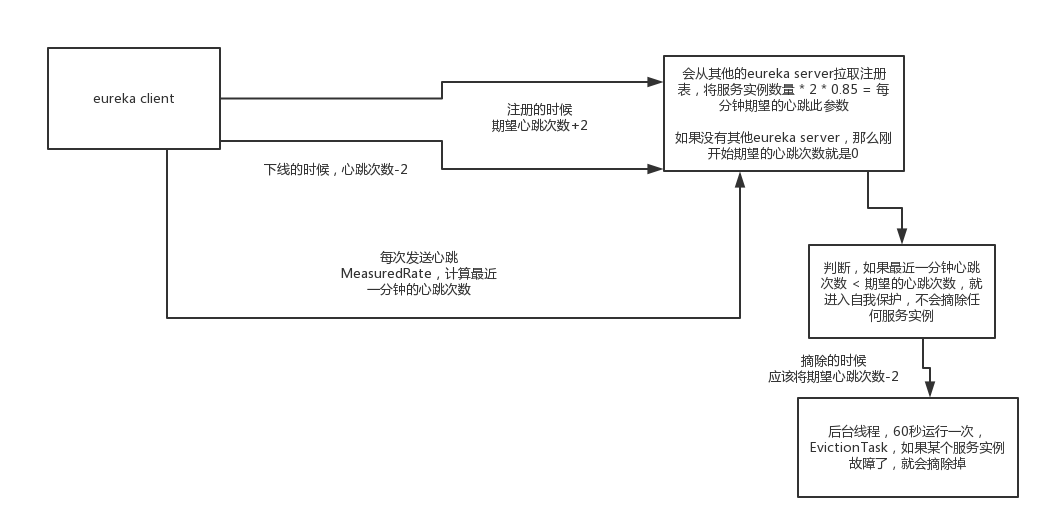 eureka client
会从其他的eureka server拉取注册
表，将服务实例数量 * 2 * 0.85 = 每
分钟期望的心跳此参数
如果没有其他eureka server，那么刚
开始期望的心跳次数就是0
注册的时候
期望心跳次数+2
下线的时候，心跳次数-2
每次发送心跳
MeasuredRate，计算最近
一分钟的心跳次数
判断，如果最近一分钟心跳
次数 < 期望的心跳次数，就
进入自我保护，不会摘除任
何服务实例
摘除的时候
应该将期望心跳次数-2
后台线程，60秒运行一次，
EvictionTask，如果某个服务实例
故障了，就会摘除掉